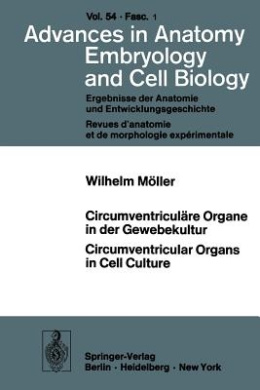 Vol. 54 · Fasc. 1
Advances in Anatomy
Embryology
and Cell Biology
Ergebnisse der Anatomie
und Entwicklungsgeschichte
Revues d'anatomie
et de morphologie expérimentale
Wilhelm Möller
Circumventriculäre Organe
in der Gewebekultur
Circumventricular Organs
in Cell Culture
Springer-Verlag
Berlin · Heidelberg · New York